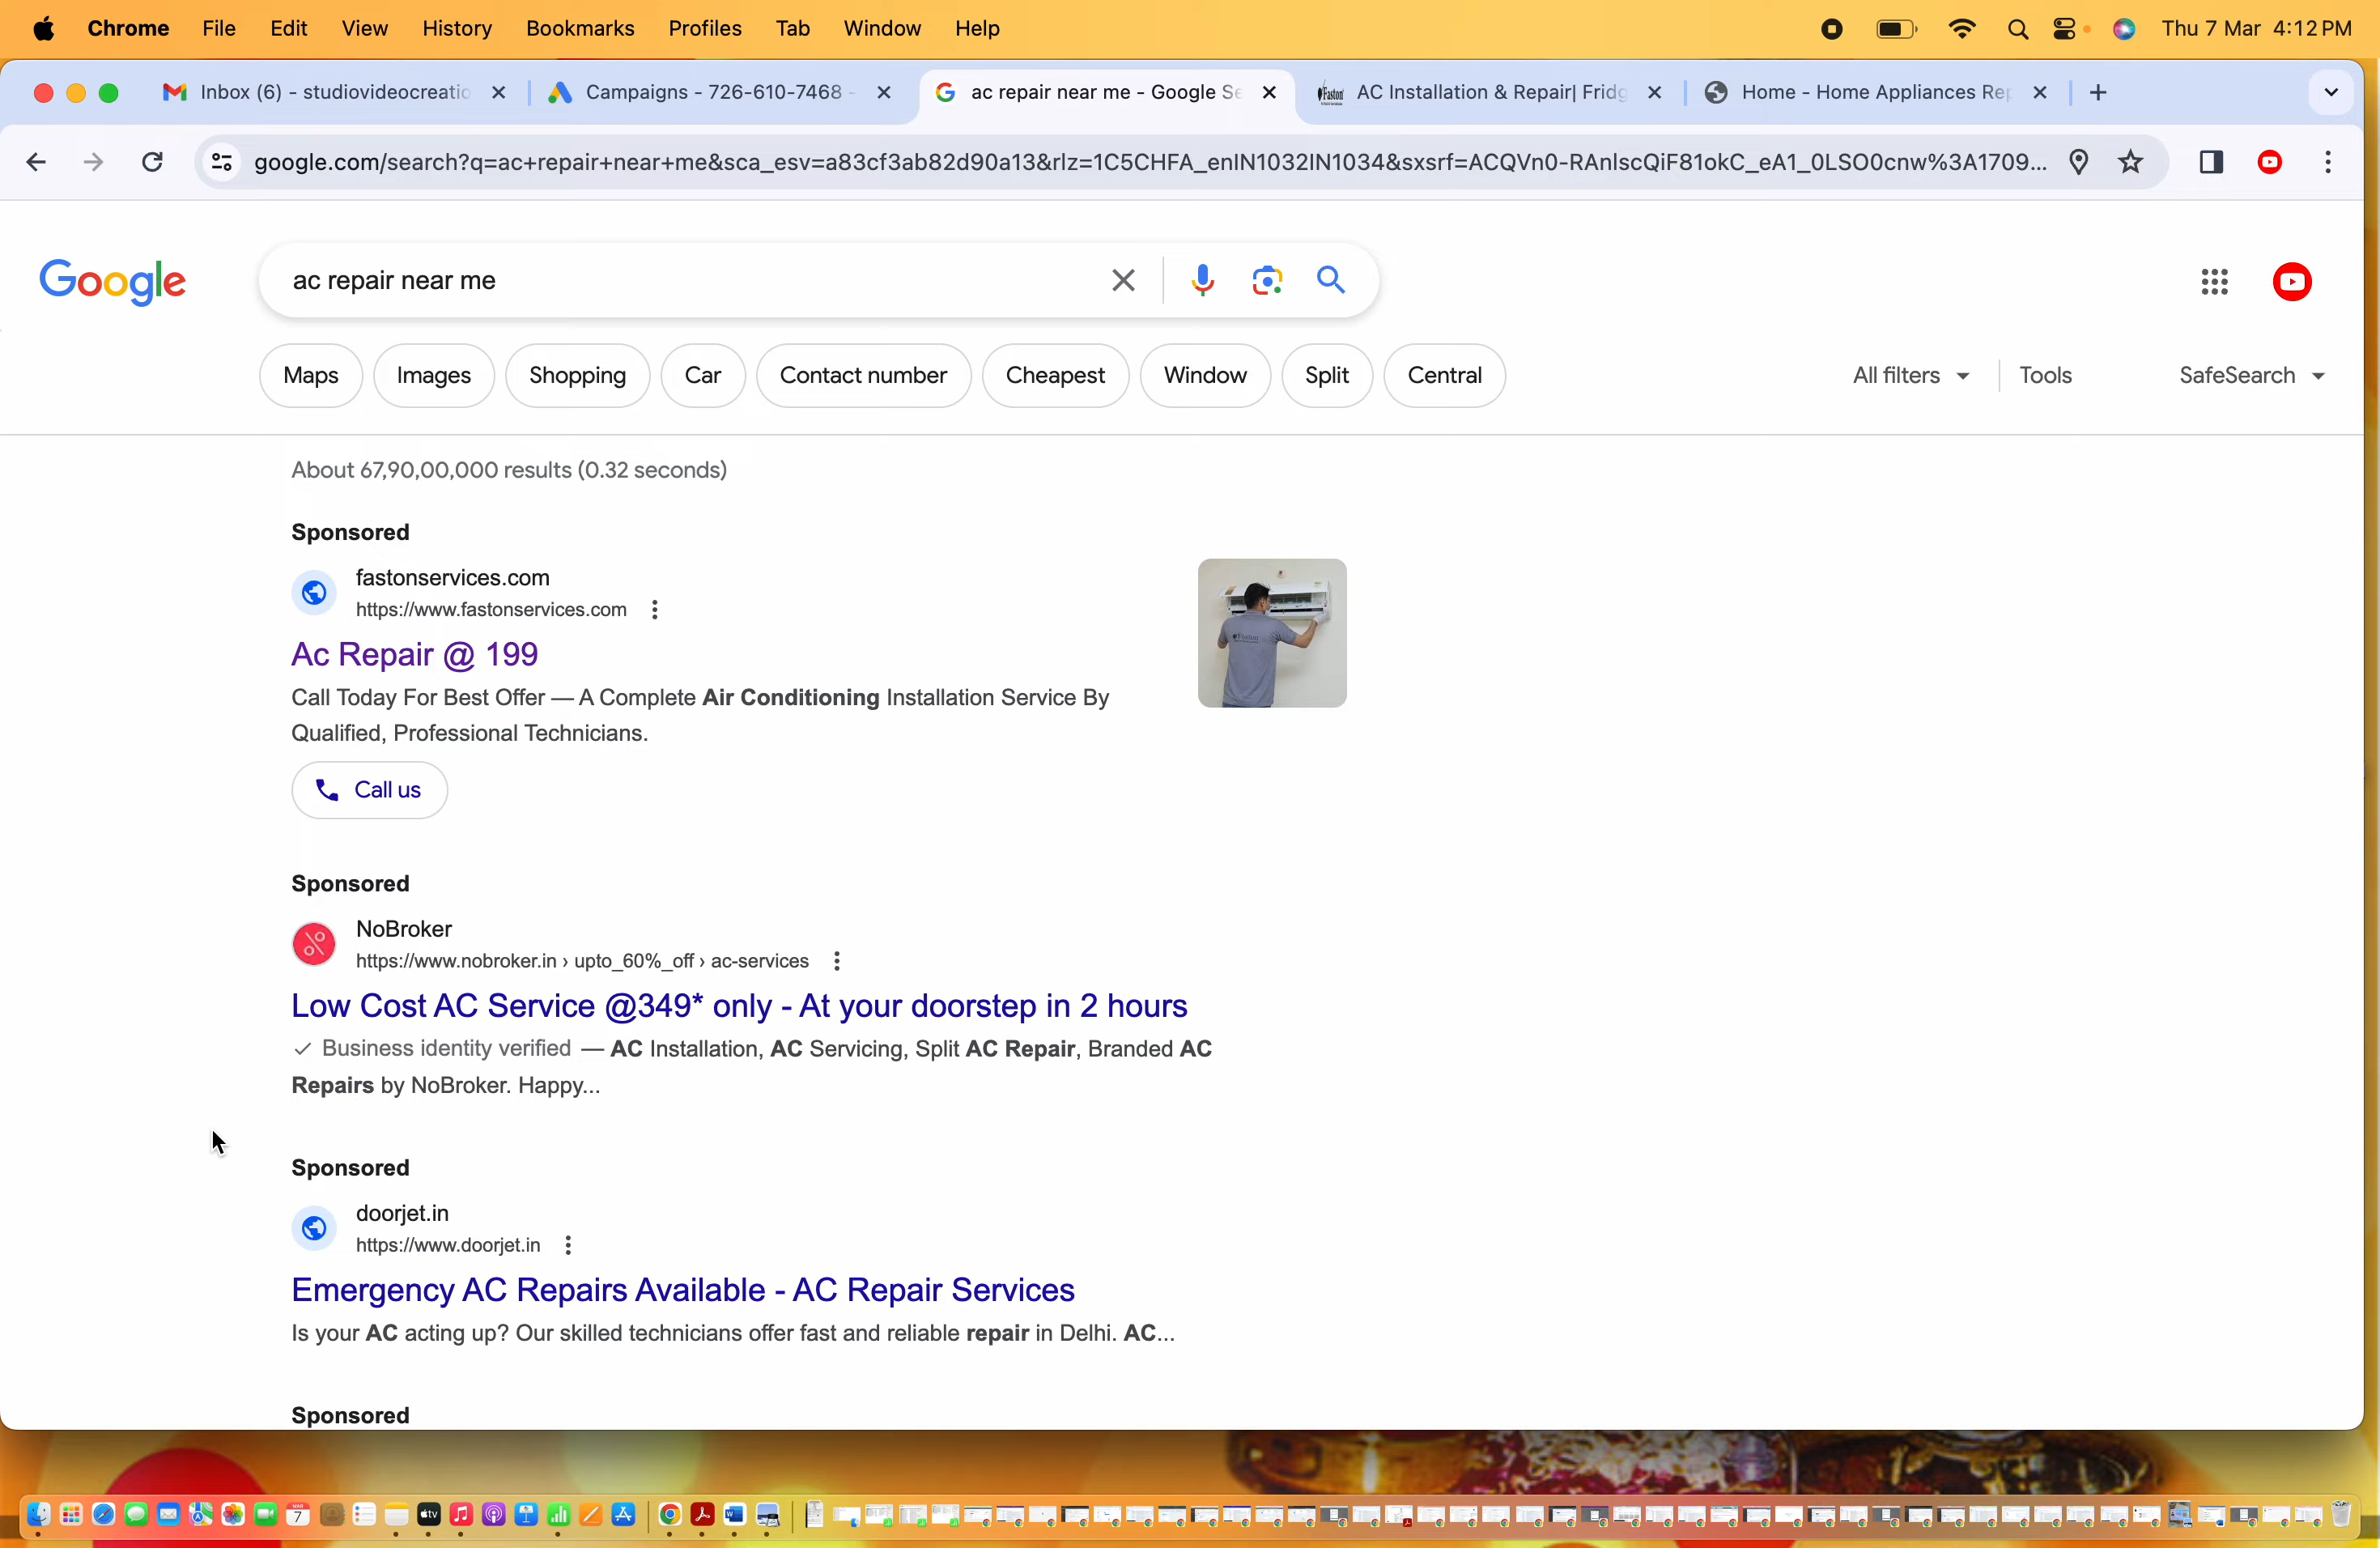 Chrome File Edit View History Bookmarks Profiles Tab Window Help Thu 7 Mar 4:12 PM
Inbox (6) - studiovideocreatio Campaigns - 726-610-7468 - ac repair near me - Google Se AC Installation & Repair| Fridg Home - Home Appliances Rep
google.com/search?q=ac+repair+near+me&sca_esv=a83cf3ab82d90a13&rlz=1C5CHFA_enIN1032IN1034&sxsrf=ACQVn0-RAnlscQiF81okC_eA1_0LSO0cnw%3A1709...
Google ac repair near me
Maps Images Shopping Car Contact number Cheapest Window Split Central All filters Tools SafeSearch
About 67,90,00,000 results (0.32 seconds)
Sponsored
fastonservices.com
https://www.fastonservices.com
Ac Repair @ 199
Call Today For Best Offer — A Complete Air Conditioning Installation Service By
Qualified, Professional Technicians.
Call us
Sponsored
NoBroker
https://www.nobroker.in › upto_60%_off › ac-services
Low Cost AC Service @349* only - At your doorstep in 2 hours
✓ Business identity verified — AC Installation, AC Servicing, Split AC Repair, Branded AC
Repairs by NoBroker. Happy...
Sponsored
doorjet.in
https://www.doorjet.in
Emergency AC Repairs Available - AC Repair Services
Is your AC acting up? Our skilled technicians offer fast and reliable repair in Delhi. AC...
Sponsored